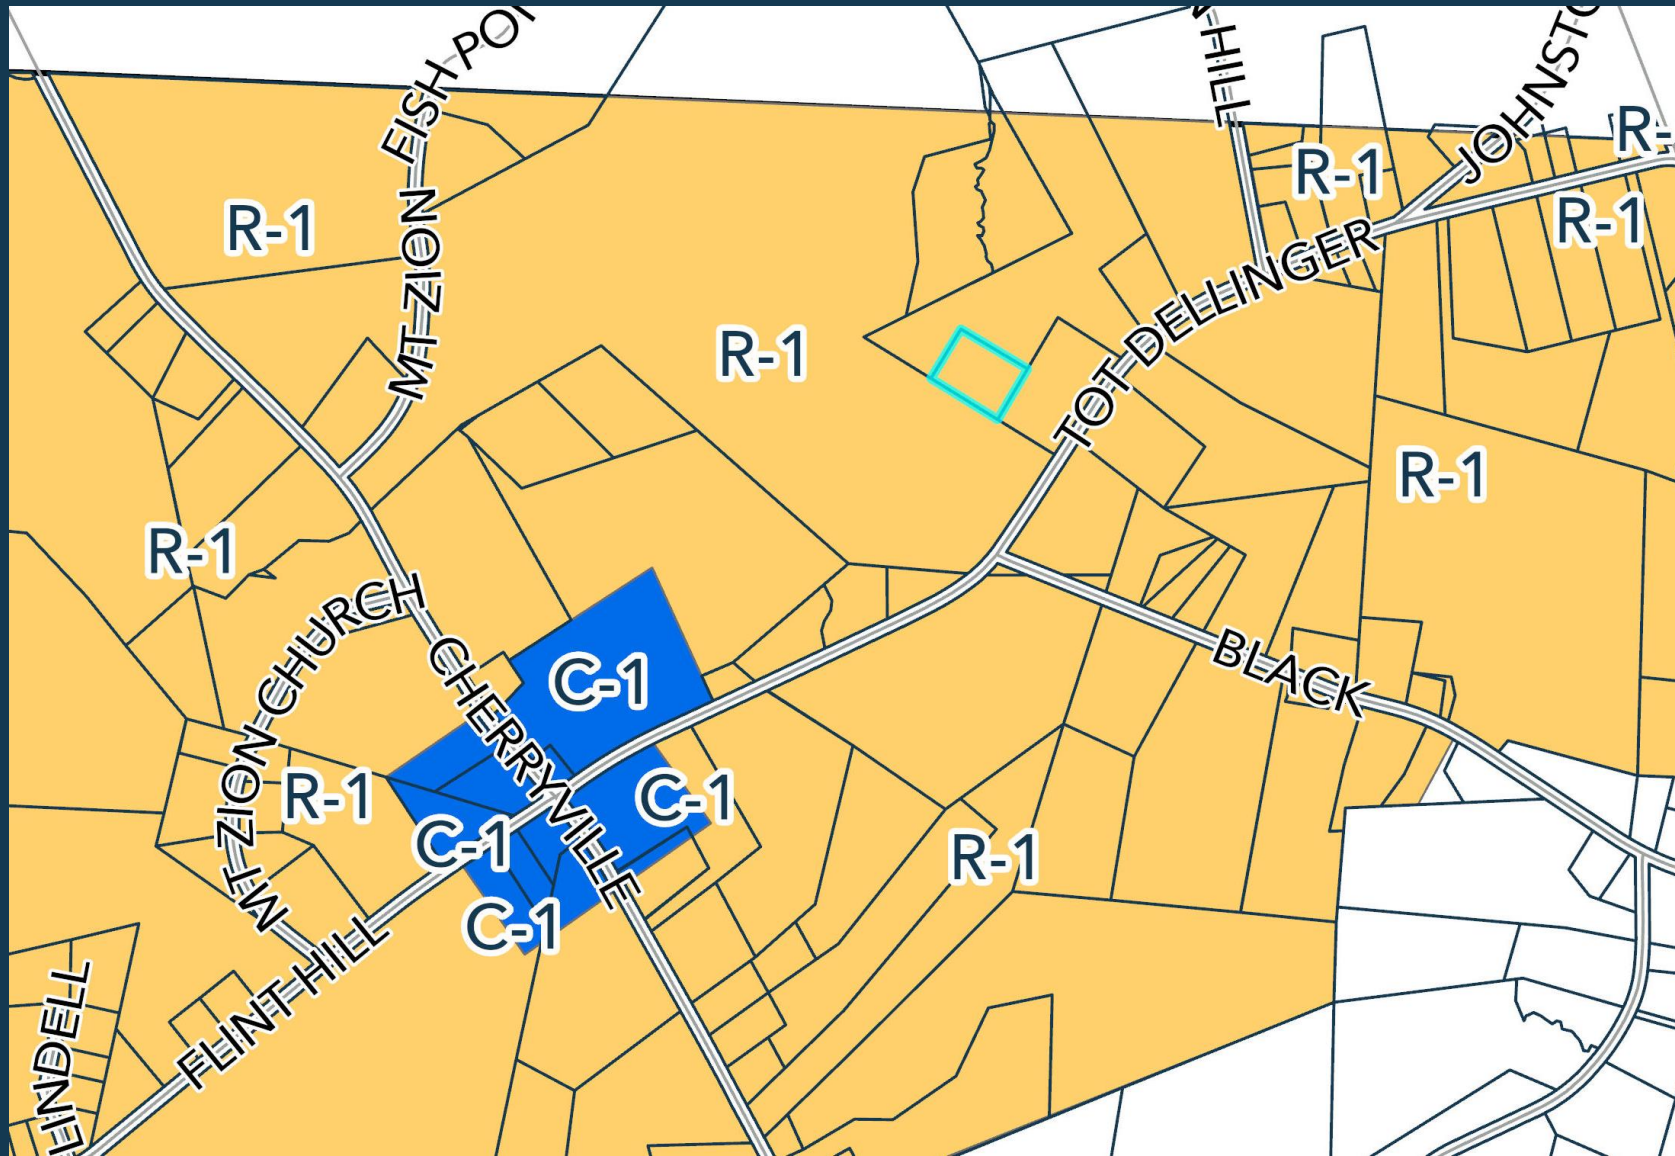 FISH PO
N HILL
JOHNSTO
R-
R-1
R-1
R-1
MT ZION
TOT DELLINGER
R-1
R-1
R-1
MT ZION CHURCH
CHERRYVILLE
BLACK
C-1
R-1
C-1
C-1
R-1
C-1
FLINT HILL
LINDELL